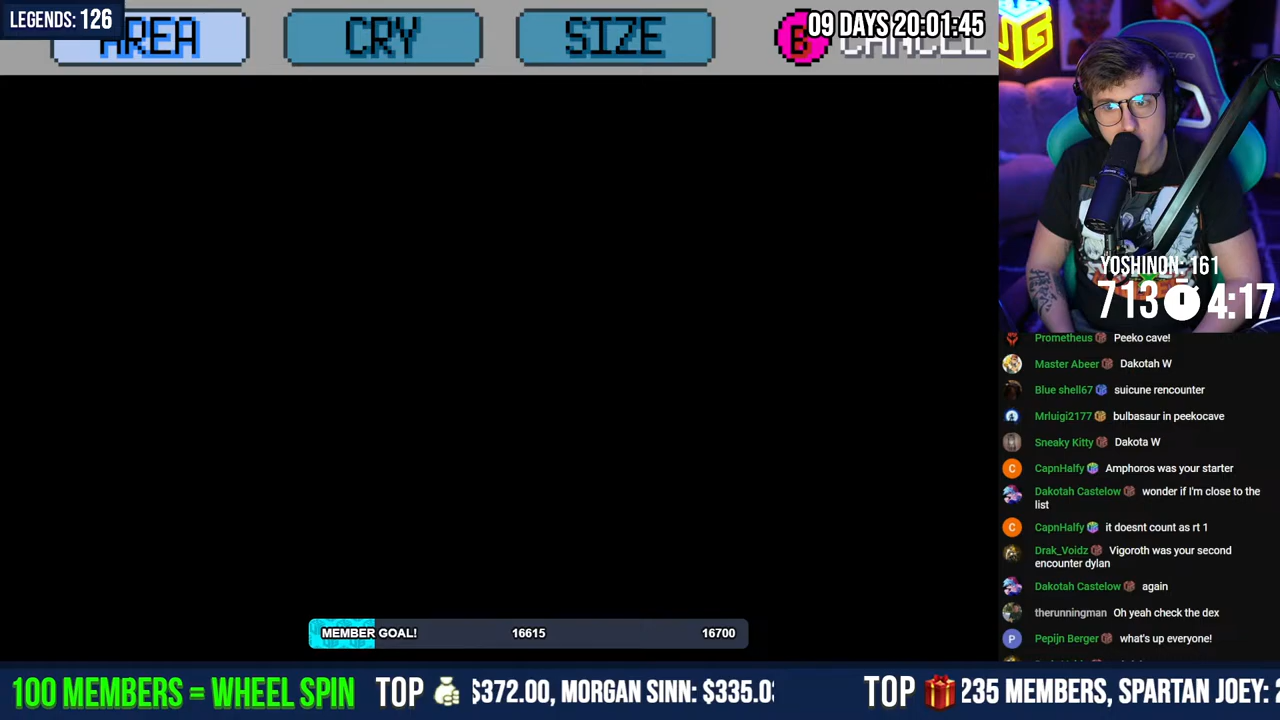 LEGENDS: 126
AREA
CRY
SIZE
B CANCEL
09 DAYS 20:01:45
YOSHINON: 161
713 4:17
Prometheus Peeko cave!
Master Abeer Dakotah W
Blue shell67 suicune rencounter
Mrluigi2177 bulbasaur in peekocave
Sneaky Kitty Dakota W
CapnHalfy Amphoros was your starter
Dakotah Castelow wonder if I'm close to the
list
CapnHalfy it doesnt count as rt 1
Drak_Voidz Vigoroth was your second
encounter dylan
Dakotah Castelow again
therunningman Oh yeah check the dex
Pepijn Berger what's up everyone!
MEMBER GOAL! 16615 16700
100 MEMBERS = WHEEL SPIN TOP $372.00, MORGAN SINN: $335.0 TOP 235 MEMBERS, SPARTAN JOEY: